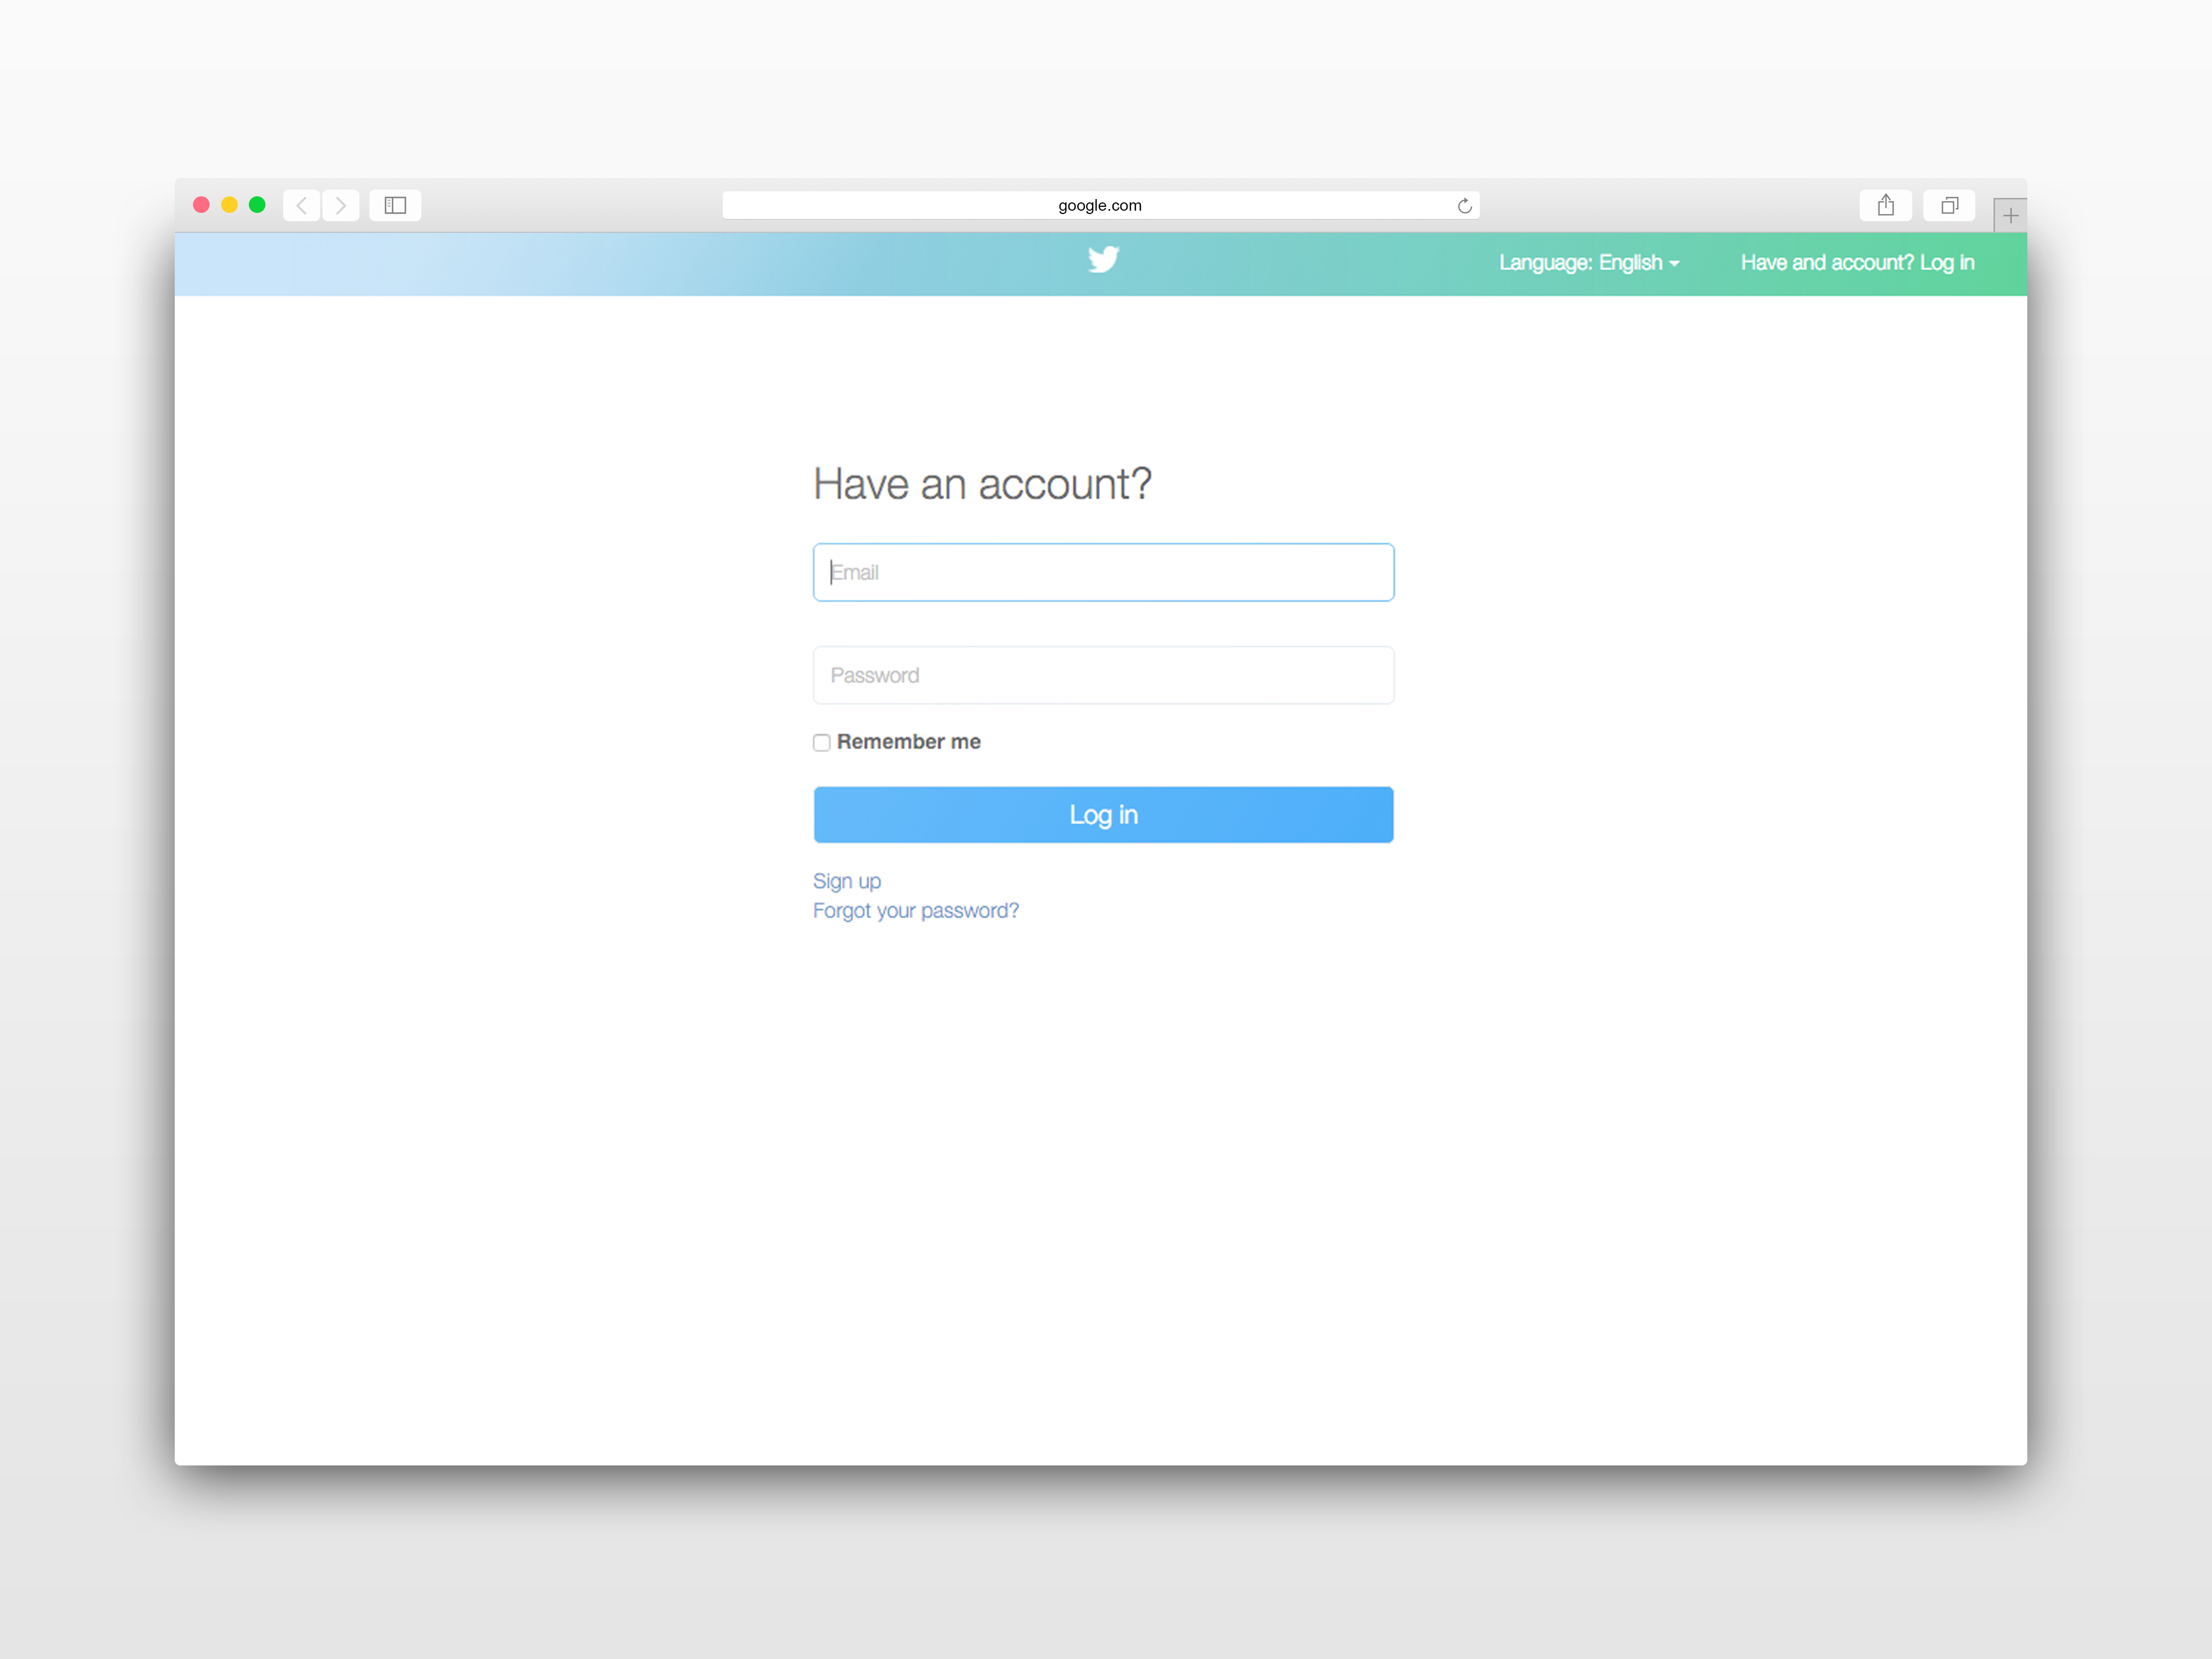 google.com
Language: English
Have and account? Log in
Have an account?
Email
Password
Remember me
Log in
Sign up
Forgot your password?